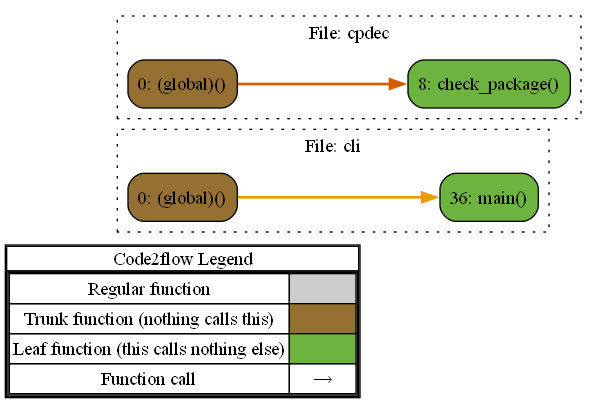 File: cpdec
0: (global)()
8: check_package()
File: cli
0: (global)()
36: main()
Code2flow Legend
Regular function
Trunk function (nothing calls this)
Leaf function (this calls nothing else)
Function call →